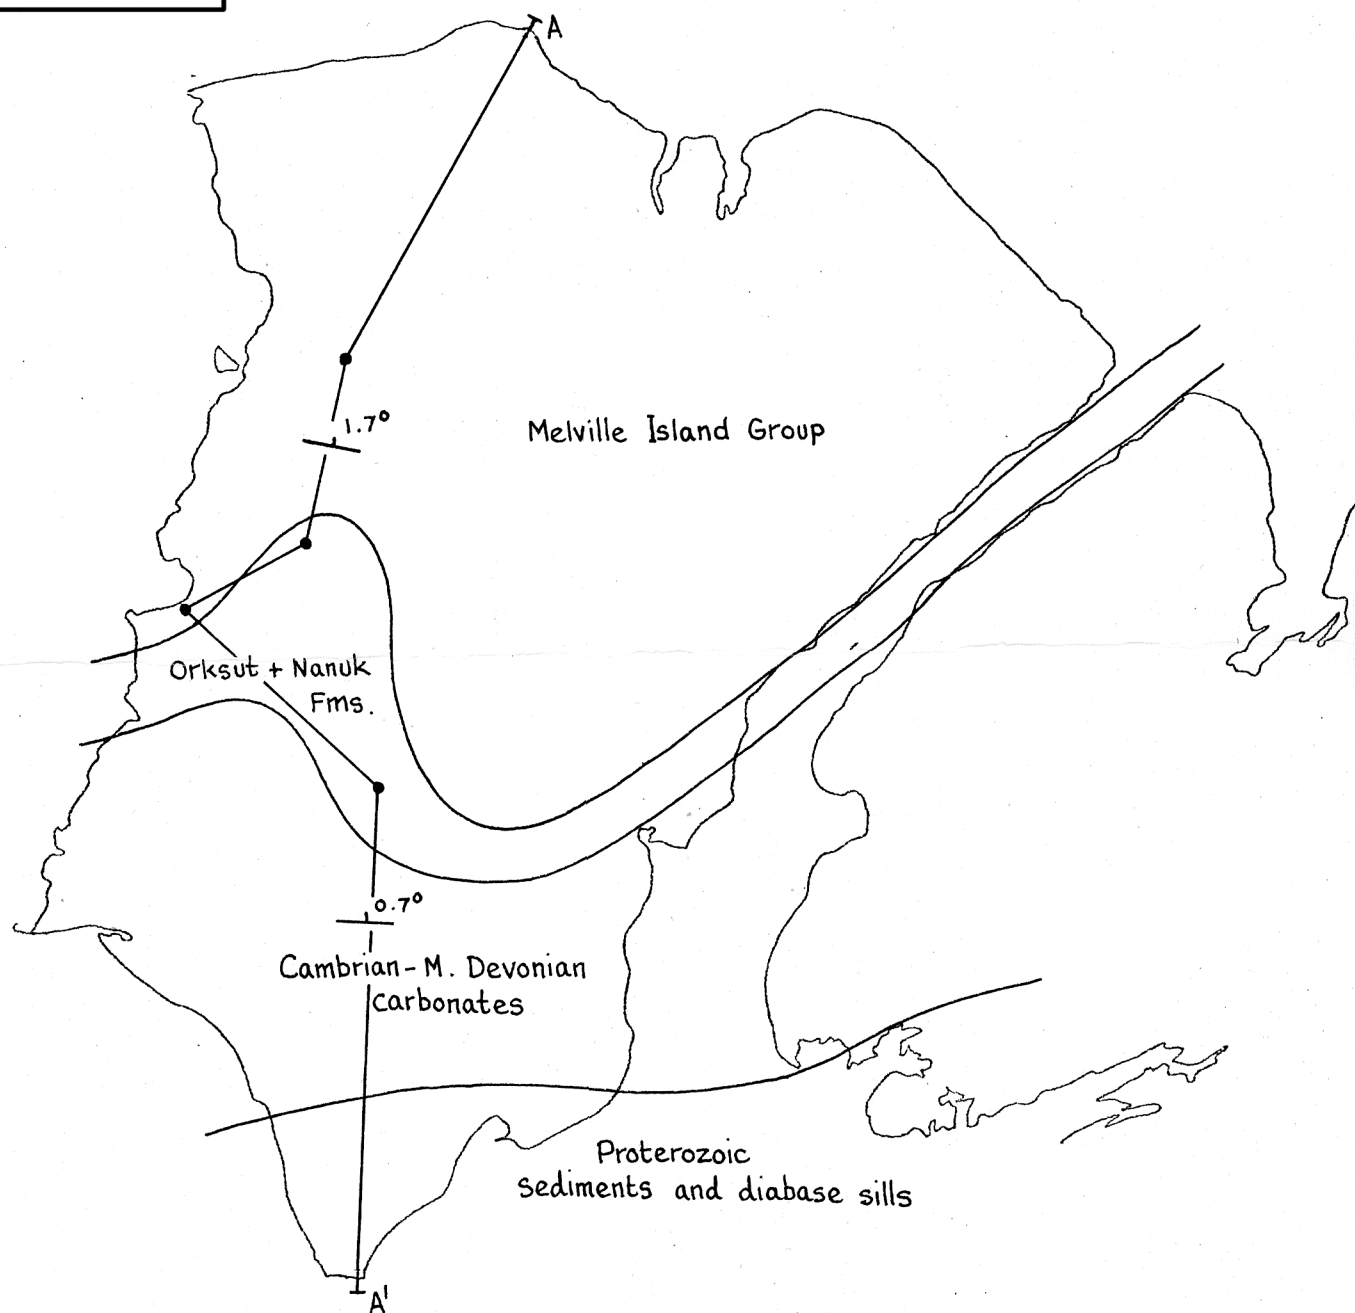 A
1.7°
Melville Island Group
Orksut + Nanuk
Fms.
0.7°
Cambrian - M. Devonian
carbonates
Proterozoic
sediments and diabase sills
A'